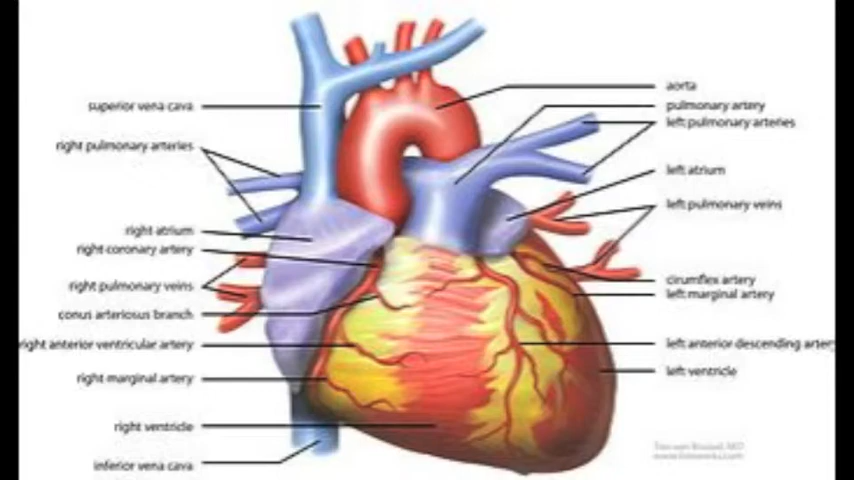 superior vena cava
right pulmonary arteries
right atrium
right coronary artery
right pulmonary veins
conus arteriosus branch
right anterior ventricular artery
right marginal artery
right ventricle
inferior vena cava
aorta
pulmonary artery
left pulmonary arteries
left atrium
left pulmonary veins
cirumflex artery
left marginal artery
left anterior descending artery
left ventricle